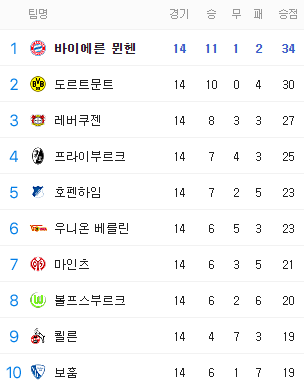 팀명 경기 승 무 패 승점
1 바이에른 뮌헨 14 11 1 2 34
2 도르트문트 14 10 0 4 30
3 레버쿠젠 14 8 3 3 27
4 프라이부르크 14 7 4 3 25
5 호펜하임 14 7 2 5 23
6 우니온 베를린 14 6 5 3 23
7 마인츠 14 6 3 5 21
8 볼프스부르크 14 6 2 6 20
9 쾰른 14 4 7 3 19
10 보훔 14 6 1 7 19